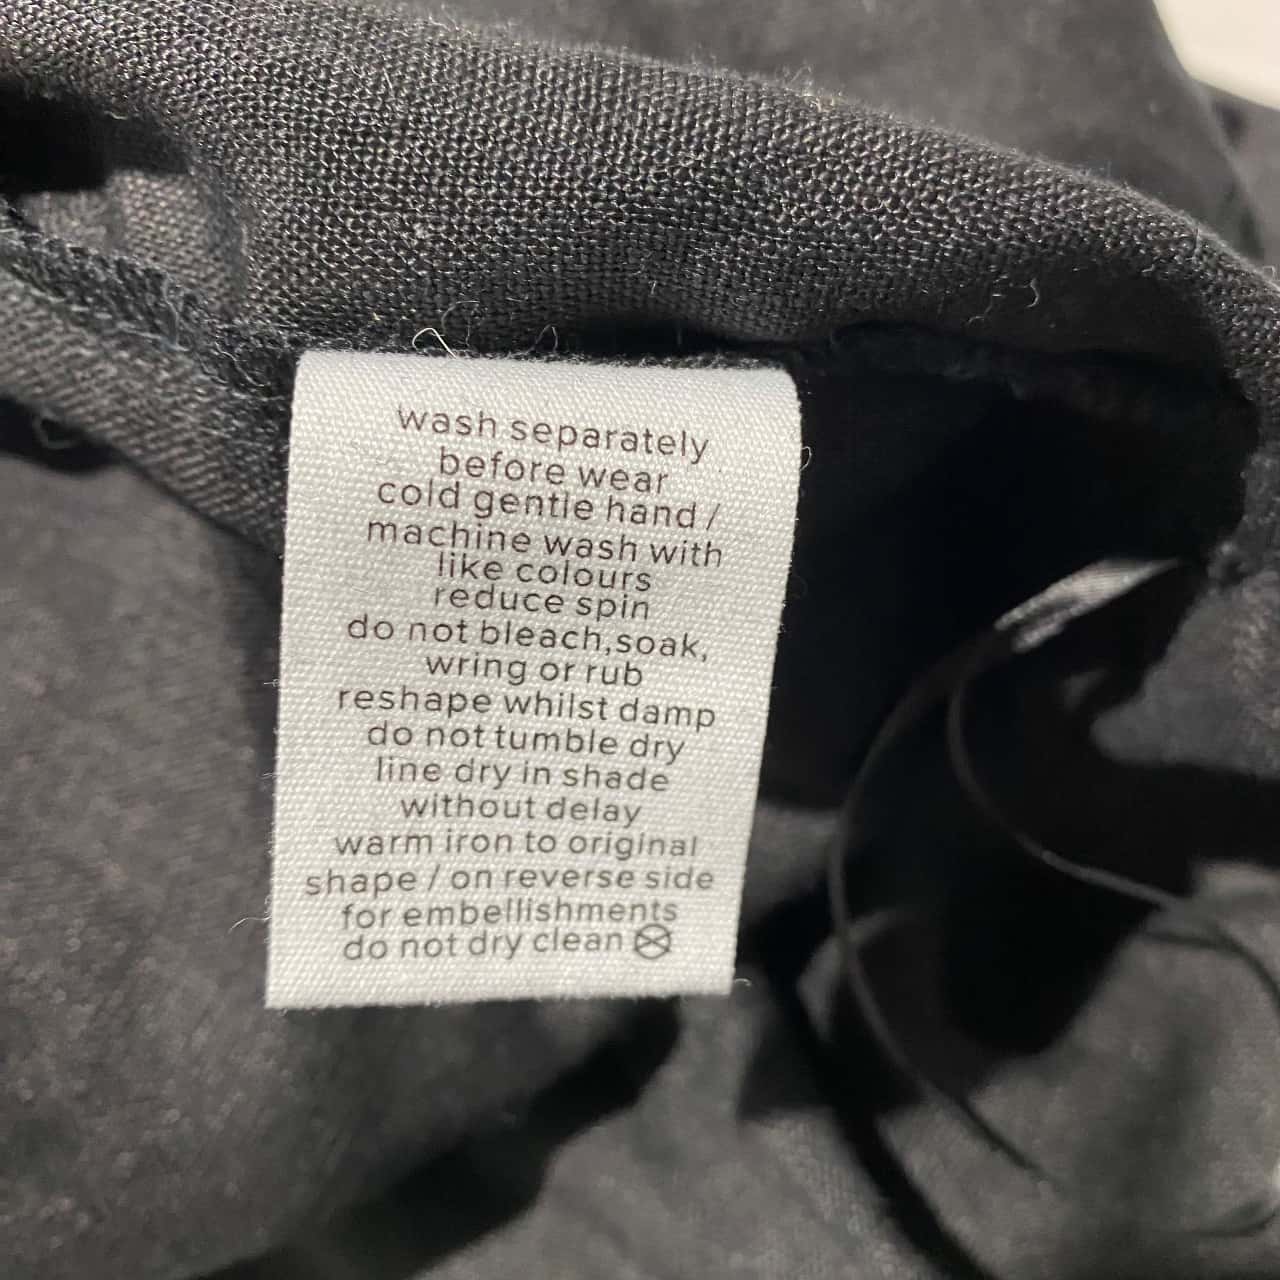 wash separately
before wear
cold gentle hand /
machine wash with
like colours
reduce spin
do not bleach,soak,
wring or rub
reshape whilst damp
do not tumble dry
line dry in shade
without delay
warm iron to original
shape / on reverse side
for embellishments
do not dry clean